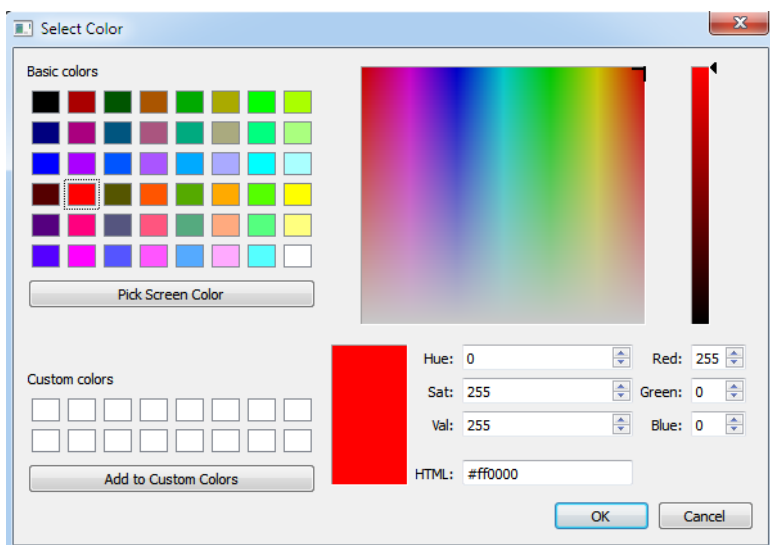 Select Color
Basic colors
Pick Screen Color
Hue: 0 Red: 255
Custom colors
Sat: 255 Green: 0
Val: 255 Blue: 0
Add to Custom Colors
HTML: #ff0000
OK Cancel